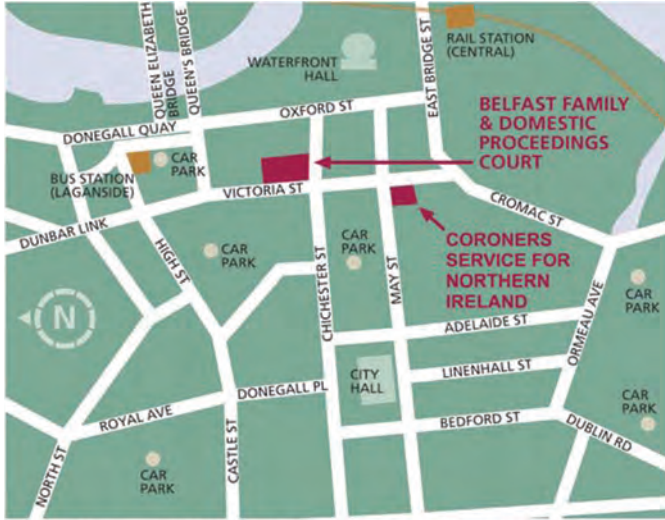 QUEEN ELIZABETH
BRIDGE
QUEEN'S BRIDGE
WATERFRONT
HALL
EAST BRIDGE ST
RAIL STATION
(CENTRAL)
OXFORD ST
DONEGALL QUAY
BELFAST FAMILY
& DOMESTIC
PROCEEDINGS
COURT
BUS STATION
(LAGANSIDE)
CAR
PARK
VICTORIA ST
CROMAC ST
DUNBAR LINK
HIGH ST
CAR
PARK
CHICHESTER ST
CAR
PARK
MAY ST
CORONERS
SERVICE FOR
NORTHERN
IRELAND
CAR
PARK
N
ADELAIDE ST
ORMEAU AVE
LINENHALL ST
CITY
HALL
DONEGALL PL
BEDFORD ST
CAR
PARK
ROYAL AVE
DUBLIN RD
CAR
PARK
CASTLE ST
NORTH ST